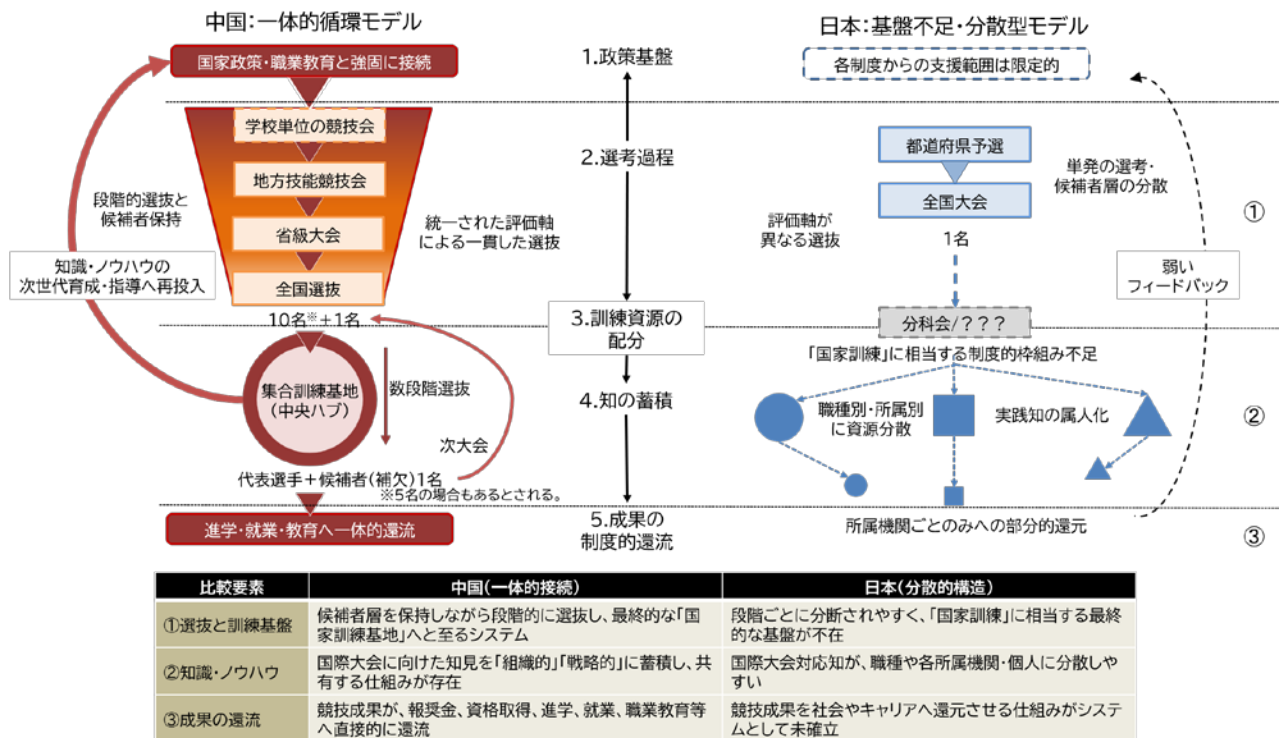 中国：一体的循環モデル
日本：基盤不足・分散型モデル
国家政策・職業教育と強固に接続
1.政策基盤
各制度からの支援範囲は限定的
学校単位の競技会
地方技能競技会
省級大会
全国選抜
段階的選抜と
候補者保持
知識・ノウハウの
次世代育成・指導へ再投入
統一された評価軸
による一貫した選抜
10名※＋1名
2.選考過程
都道府県予選
全国大会
1名
単発の選考・
候補者層の分散
①
評価軸が
異なる選抜
弱い
フィードバック
3.訓練資源の
配分
分科会/？？？
「国家訓練」に相当する制度的枠組み不足
集合訓練基地
（中央ハブ）
数段階選抜
次大会
4.知の蓄積
職種別・所属別
に資源分散
実践知の属人化
②
代表選手＋候補者(補欠)1名
※5名の場合もあるとされる。
進学・就業・教育へ一体的還流
5.成果の
制度的還流
所属機関ごとのみへの部分的還元
③
比較要素
中国(一体的接続)
日本(分散的構造)
①選抜と訓練基盤
候補者層を保持しながら段階的に選抜し、最終的な「国
家訓練基地」へと至るシステム
段階ごとに分断されやすく、「国家訓練」に相当する最終
的な基盤が不在
②知識・ノウハウ
国際大会に向けた知見を「組織的」「戦略的」に蓄積し、共
有する仕組みが存在
国際大会対応知が、職種や各所属機関・個人に分散しや
すい
③成果の還流
競技成果が、報奨金、資格取得、進学、就業、職業教育等
へ直接的に還流
競技成果を社会やキャリアへ還元させる仕組みがシステ
ムとして未確立